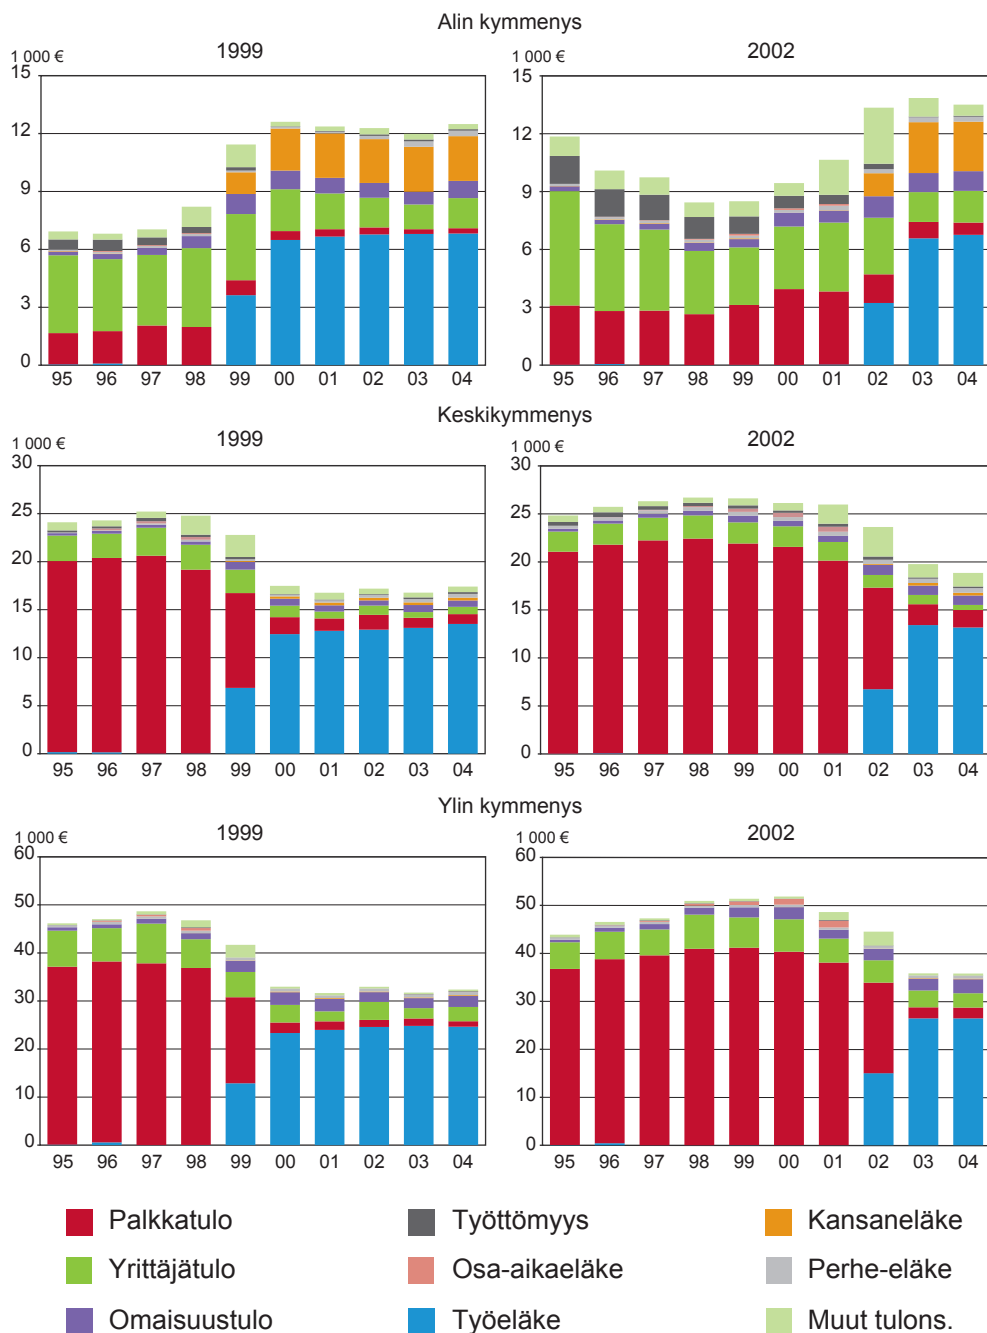 Alin kymmenys
1999
2002
1 000 €
1 000 €
15
12
9
6
3
0
15
12
9
6
3
0
95 96 97 98 99 00 01 02 03 04
95 96 97 98 99 00 01 02 03 04
Keskikymmenys
1999
2002
1 000 €
1 000 €
30
25
20
15
10
5
0
30
25
20
15
10
5
0
95 96 97 98 99 00 01 02 03 04
95 96 97 98 99 00 01 02 03 04
Ylin kymmenys
1999
2002
1 000 €
1 000 €
60
50
40
30
20
10
0
60
50
40
30
20
10
0
95 96 97 98 99 00 01 02 03 04
95 96 97 98 99 00 01 02 03 04
Palkkatulo
Työttömyys
Kansaneläke
Yrittäjätulo
Osa-aikaeläke
Perhe-eläke
Omaisuustulo
Työeläke
Muut tulons.